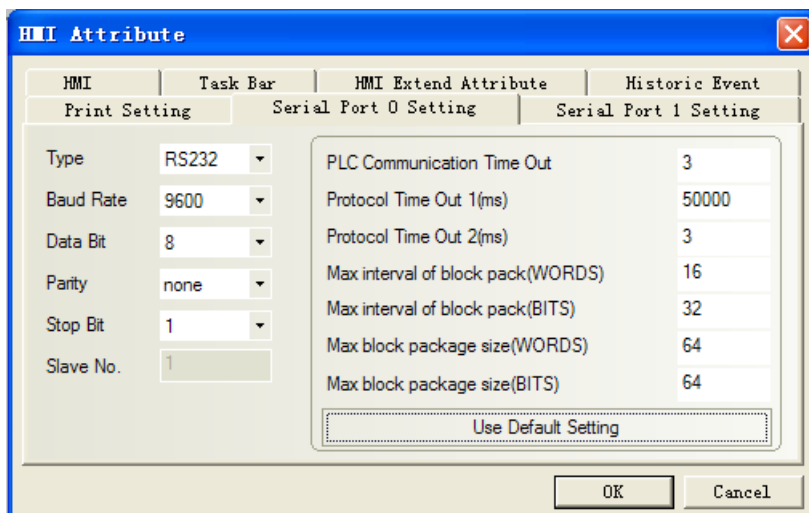 HMI Attribute
HMI Task Bar HMI Extend Attribute Historic Event
Print Setting Serial Port 0 Setting Serial Port 1 Setting
Type RS232
Baud Rate 9600
Data Bit 8
Parity none
Stop Bit 1
Slave No. 1
PLC Communication Time Out 3
Protocol Time Out 1(ms) 50000
Protocol Time Out 2(ms) 3
Max interval of block pack(WORDS) 16
Max interval of block pack(BITS) 32
Max block package size(WORDS) 64
Max block package size(BITS) 64
Use Default Setting
OK Cancel